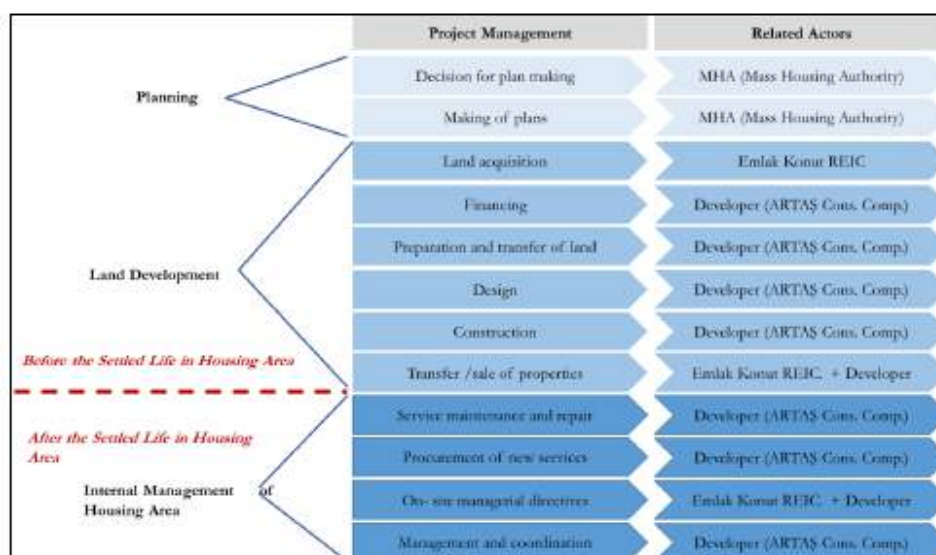 Project Management Related Actors
Planning
Decision for plan making MHA (Mass Housing Authority)
Making of plans MHA (Mass Housing Authority)
Land Development
Land acquisition Emlak Konut REIC
Financing Developer (ARTAŞ Cons. Comp.)
Preparation and transfer of land Developer (ARTAŞ Cons. Comp.)
Design Developer (ARTAŞ Cons. Comp.)
Construction Developer (ARTAŞ Cons. Comp.)
Transfer /sale of properties Emlak Konut REIC. + Developer
Before the Settled Life in Housing Area
After the Settled Life in Housing
Area
Internal Management of
Housing Area
Service maintenance and repair Developer (ARTAŞ Cons. Comp.)
Procurement of new services Developer (ARTAŞ Cons. Comp.)
On- site managerial directives Emlak Konut REIC. + Developer
Management and coordination Developer (ARTAŞ Cons. Comp.)